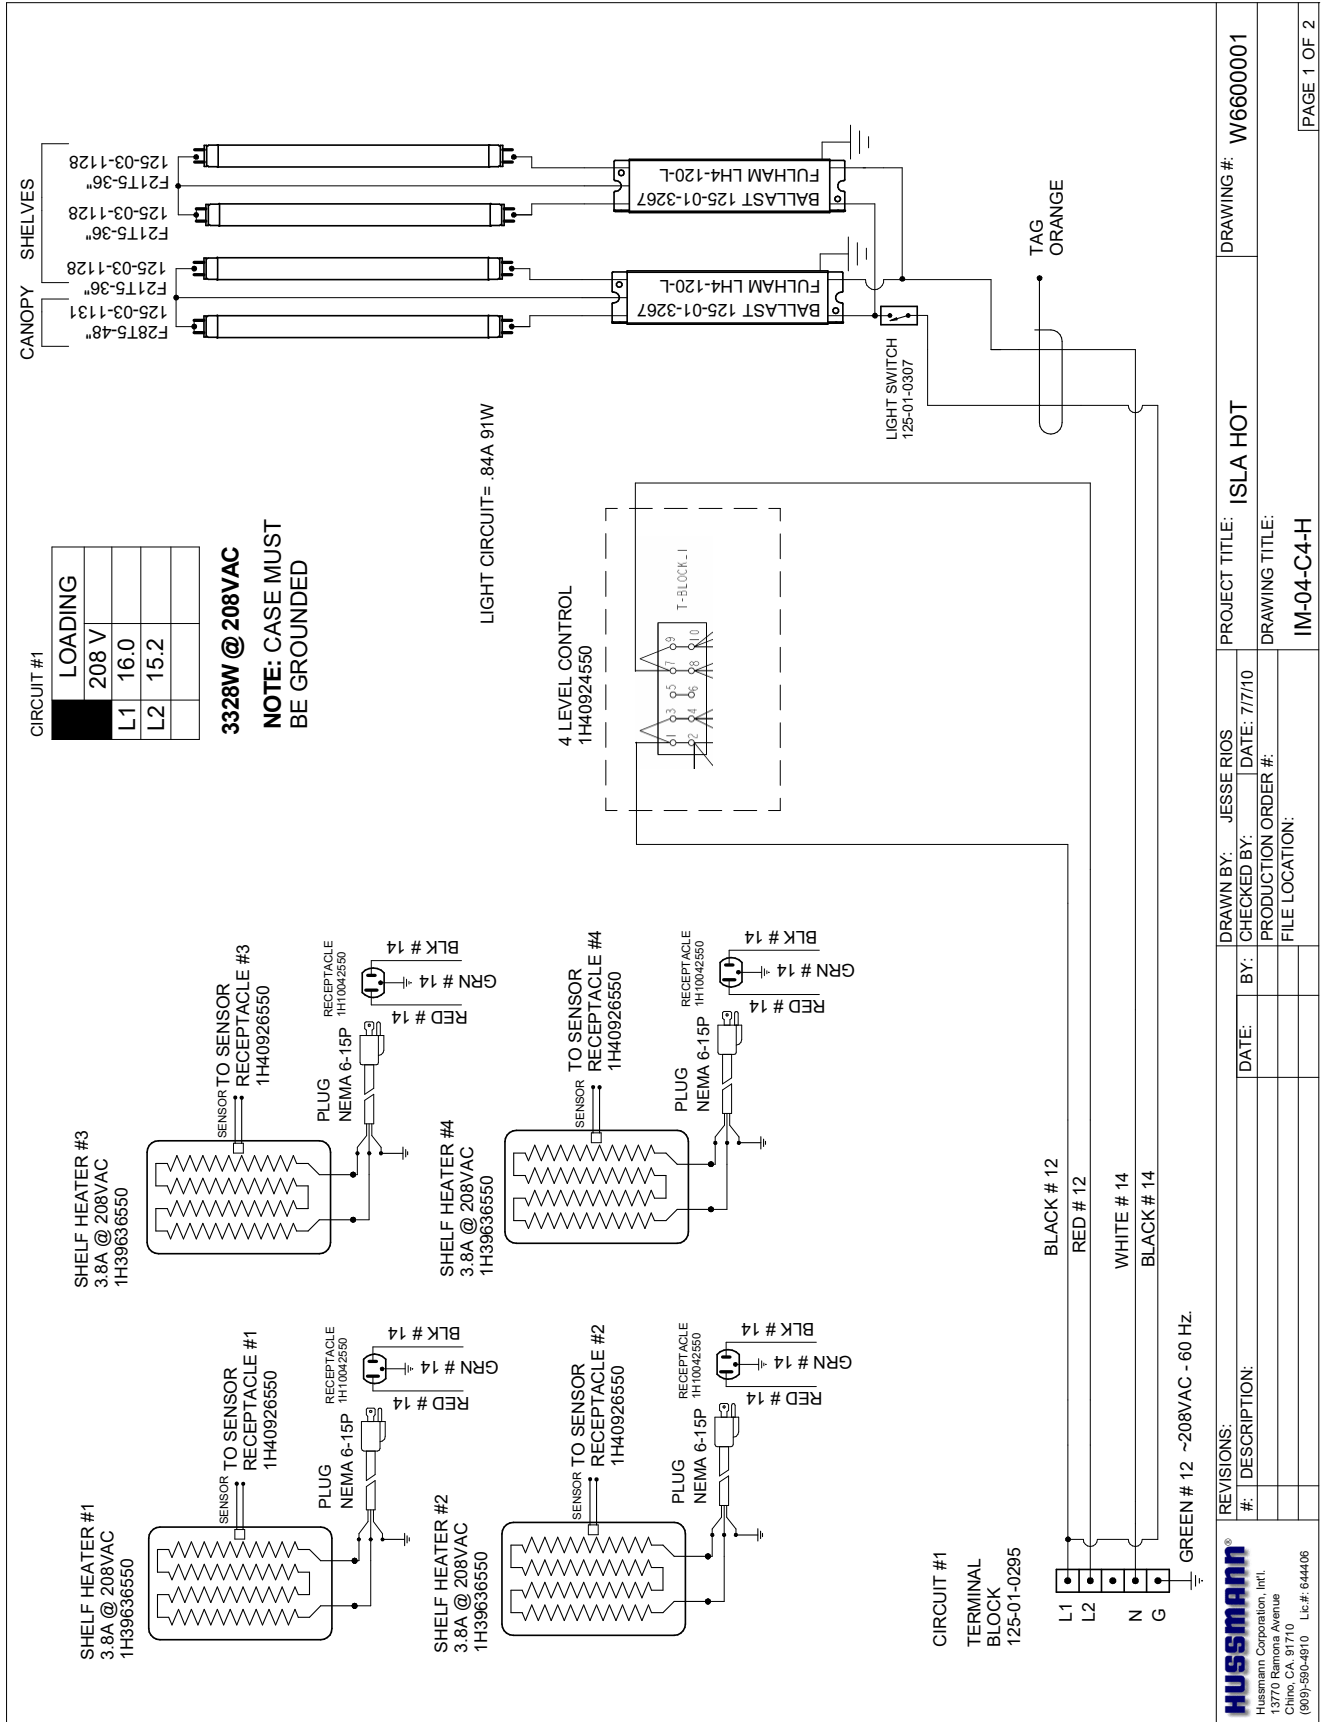 CIRCUIT #1
LOADING
208 V
L1 16.0
L2 15.2
3328W @ 208VAC
NOTE: CASE MUST
BE GROUNDED
CANOPY
SHELVES
F28T5-48"
125-03-1131
F21T5-36"
125-03-1128
F21T5-36"
125-03-1128
F21T5-36"
125-03-1128
LIGHT CIRCUIT= .84A 91W
BALLAST 125-01-3267
FULHAM LH4-120-L
BALLAST 125-01-3267
FULHAM LH4-120-L
LIGHT SWITCH
125-01-0307
TAG
ORANGE
4 LEVEL CONTROL
1H40924550
T-BLOCK_1
1 3 5 7 9
2 4 6 8 10
SHELF HEATER #1
3.8A @ 208VAC
1H39636550
SENSOR
TO SENSOR
RECEPTACLE #1
1H40926550
PLUG
NEMA 6-15P
RECEPTACLE
1H10042550
RED # 14
GRN # 14
BLK # 14
SHELF HEATER #3
3.8A @ 208VAC
1H39636550
SENSOR
TO SENSOR
RECEPTACLE #3
1H40926550
PLUG
NEMA 6-15P
RECEPTACLE
1H10042550
RED # 14
GRN # 14
BLK # 14
SHELF HEATER #2
3.8A @ 208VAC
1H39636550
SENSOR
TO SENSOR
RECEPTACLE #2
1H40926550
PLUG
NEMA 6-15P
RECEPTACLE
1H10042550
RED # 14
GRN # 14
BLK # 14
SHELF HEATER #4
3.8A @ 208VAC
1H39636550
SENSOR
TO SENSOR
RECEPTACLE #4
1H40926550
PLUG
NEMA 6-15P
RECEPTACLE
1H10042550
RED # 14
GRN # 14
BLK # 14
CIRCUIT #1
TERMINAL
BLOCK
125-01-0295
L1
L2
N
G
BLACK # 12
RED # 12
WHITE # 14
BLACK # 14
GREEN # 12 ~208VAC - 60 Hz.
HUSSMANN®
Hussmann Corporation, Int'l.
13770 Ramona Avenue
Chino, CA. 91710
(909)-590-4910 Lic.#: 644406
REVISIONS:
#: DESCRIPTION: DATE: BY:
DRAWN BY: JESSE RIOS
CHECKED BY: DATE: 7/7/10
PRODUCTION ORDER #:
FILE LOCATION:
PROJECT TITLE: ISLA HOT
DRAWING TITLE:
IM-04-C4-H
DRAWING #: W6600001
PAGE 1 OF 2